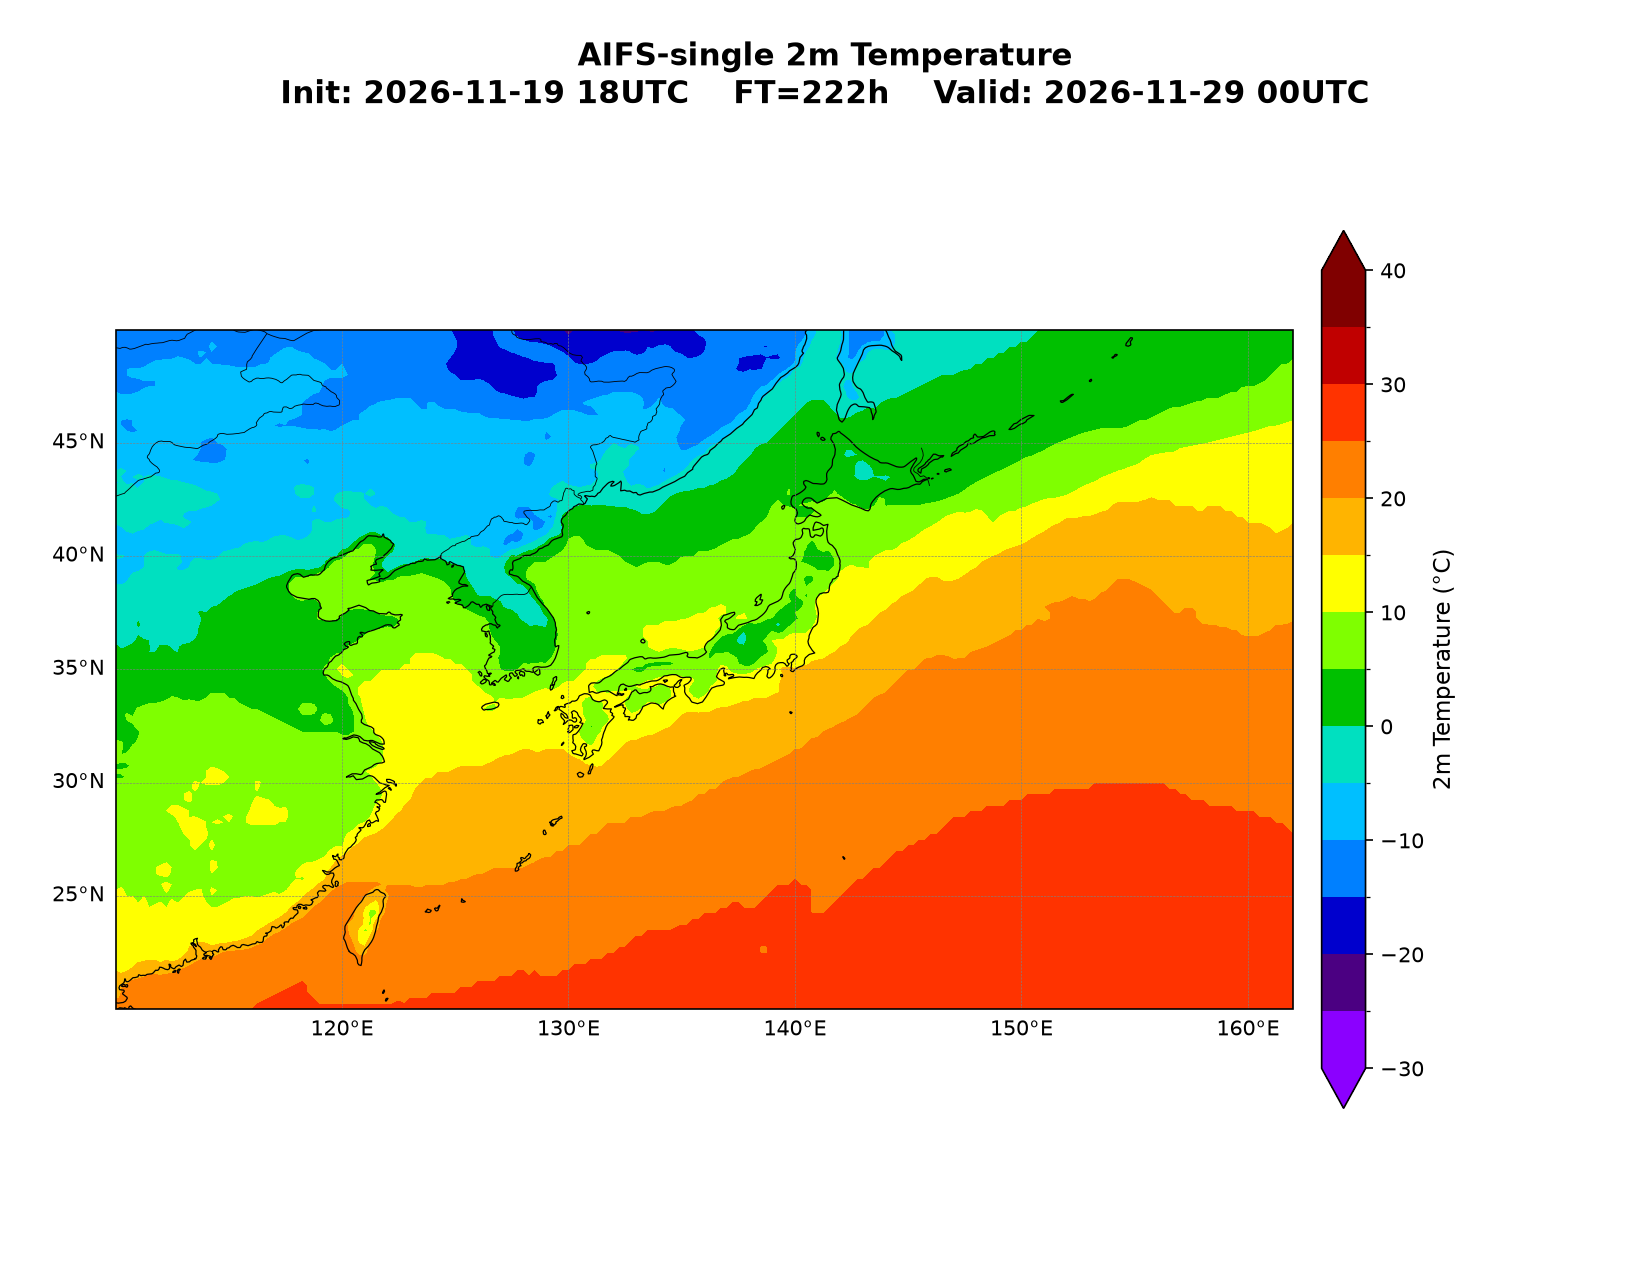 AIFS-single 2m Temperature
Init: 2026-11-19 18UTC    FT=222h    Valid: 2026-11-29 00UTC
45°N
40°N
35°N
30°N
25°N
120°E
130°E
140°E
150°E
160°E
40
30
20
10
0
−10
−20
−30
2m Temperature (°C)